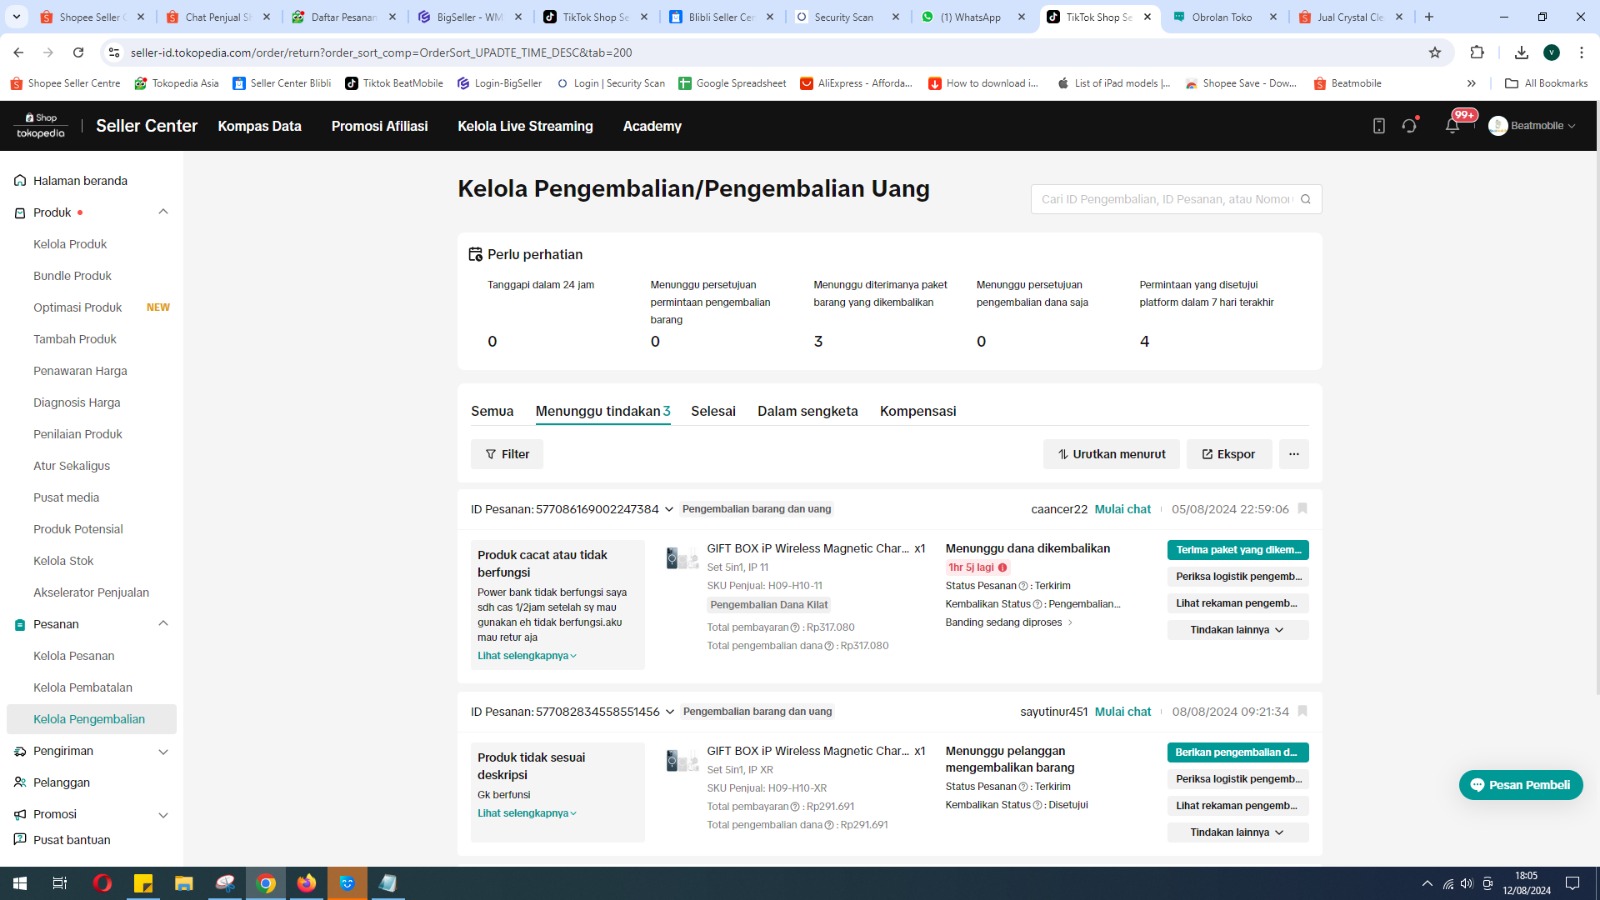 Shopee Seller C
Chat Penjual Sh
Daftar Pesanan
BigSeller - WM
TikTok Shop Se
Blibli Seller Cen
Security Scan
(1) WhatsApp
TikTok Shop Se
Obrolan Toko
Jual Crystal Cle
seller-id.tokopedia.com/order/return?order_sort_comp=OrderSort_UPADTE_TIME_DESC&tab=200
Shopee Seller Centre
Tokopedia Asia
Seller Center Blibli
Tiktok BeatMobile
Login-BigSeller
Login | Security Scan
Google Spreadsheet
AliExpress - Afforda...
How to download i...
List of iPad models |...
Shopee Save - Dow...
Beatmobile
All Bookmarks
Shop
tokopedia
Seller Center
Kompas Data
Promosi Afiliasi
Kelola Live Streaming
Academy
99+
Beatmobile
Halaman beranda
Produk
Kelola Produk
Bundle Produk
Optimasi Produk NEW
Tambah Produk
Penawaran Harga
Diagnosis Harga
Penilaian Produk
Atur Sekaligus
Pusat media
Produk Potensial
Kelola Stok
Akselerator Penjualan
Pesanan
Kelola Pesanan
Kelola Pembatalan
Kelola Pengembalian
Pengiriman
Pelanggan
Promosi
Pusat bantuan
Kelola Pengembalian/Pengembalian Uang
Cari ID Pengembalian, ID Pesanan, atau Nomor
Perlu perhatian
Tanggapi dalam 24 jam
0
Menunggu persetujuan
permintaan pengembalian
barang
0
Menunggu diterimanya paket
barang yang dikembalikan
3
Menunggu persetujuan
pengembalian dana saja
0
Permintaan yang disetujui
platform dalam 7 hari terakhir
4
Semua
Menunggu tindakan 3
Selesai
Dalam sengketa
Kompensasi
Filter
Urutkan menurut
Ekspor
...
ID Pesanan: 577086169002247384
Pengembalian barang dan uang
caancer22 Mulai chat
05/08/2024 22:59:06
Produk cacat atau tidak
berfungsi
Power bank tidak berfungsi saya
sdh cas 1/2jam setelah sy mau
gunakan eh tidak berfungsi.aku
mau retur aja
Lihat selengkapnya
GIFT BOX iP Wireless Magnetic Char... x1
Set 5in1, IP 11
SKU Penjual: H09-H10-11
Pengembalian Dana Kilat
Total pembayaran : Rp317.080
Total pengembalian dana : Rp317.080
Menunggu dana dikembalikan
1hr 5j lagi
Status Pesanan : Terkirim
Kembalikan Status : Pengembalian...
Banding sedang diproses
Terima paket yang dikem...
Periksa logistik pengemb...
Lihat rekaman pengemb...
Tindakan lainnya
ID Pesanan: 577082834558551456
Pengembalian barang dan uang
sayutinur451 Mulai chat
08/08/2024 09:21:34
Produk tidak sesuai
deskripsi
Gk berfunsi
Lihat selengkapnya
GIFT BOX iP Wireless Magnetic Char... x1
Set 5in1, IP XR
SKU Penjual: H09-H10-XR
Total pembayaran : Rp291.691
Total pengembalian dana : Rp291.691
Menunggu pelanggan
mengembalikan barang
Status Pesanan : Terkirim
Kembalikan Status : Disetujui
Berikan pengembalian d...
Periksa logistik pengemb...
Lihat rekaman pengemb...
Tindakan lainnya
Pesan Pembeli
18:05
12/08/2024